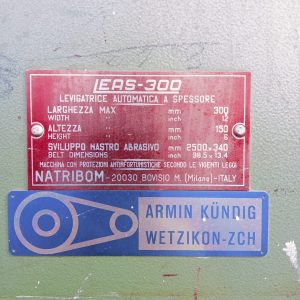 LEAS-300
LEVIGATRICE AUTOMATICA A SPESSORE
LARGHEZZA MAX mm 300
WIDTH inch 12
ALTEZZA mm 150
HEIGHT inch 6
SVILUPPO NASTRO ABRASIVO mm 2500x340
BELT DIMENSIONS inch 98.5x13.4
MACCHINA CON PROTEZIONI ANTINFORTUNISTICHE SECONDO LE VIGENTI LEGGI
NATRIBOM - 20030 BOVISIO M. (Milano) - ITALY
ARMIN KÜNDIG
WETZIKON-ZCH